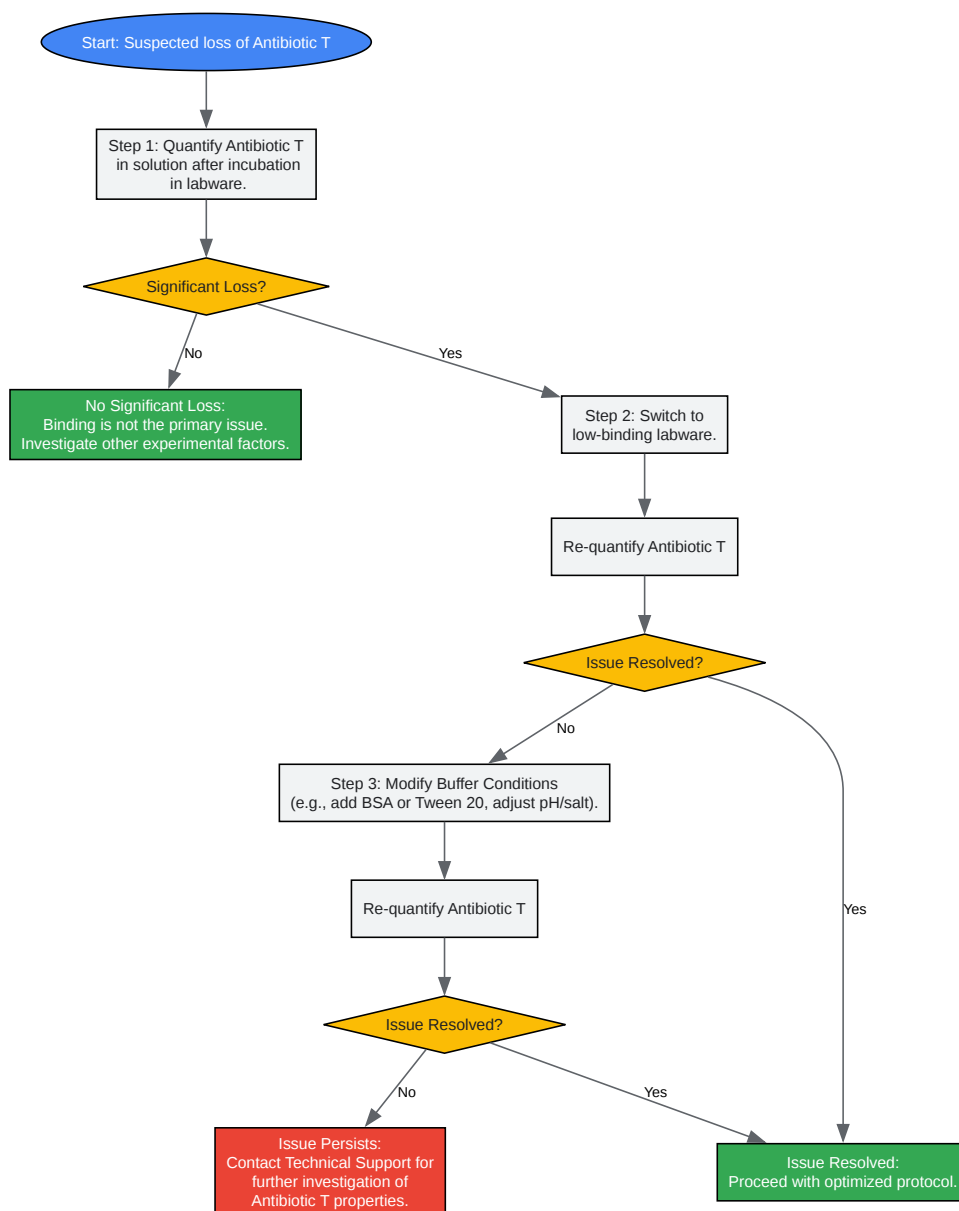 Start: Suspected loss of Antibiotic T
Step 1: Quantify Antibiotic T
in solution after incubation
in labware.
Significant Loss?
No
Yes
No Significant Loss:
Binding is not the primary issue.
Investigate other experimental factors.
Step 2: Switch to
low-binding labware.
Re-quantify Antibiotic T
Issue Resolved?
No
Step 3: Modify Buffer Conditions
(e.g., add BSA or Tween 20, adjust pH/salt).
Re-quantify Antibiotic T
Yes
Issue Resolved?
No
Yes
Issue Persists:
Contact Technical Support for
further investigation of
Antibiotic T properties.
Issue Resolved:
Proceed with optimized protocol.